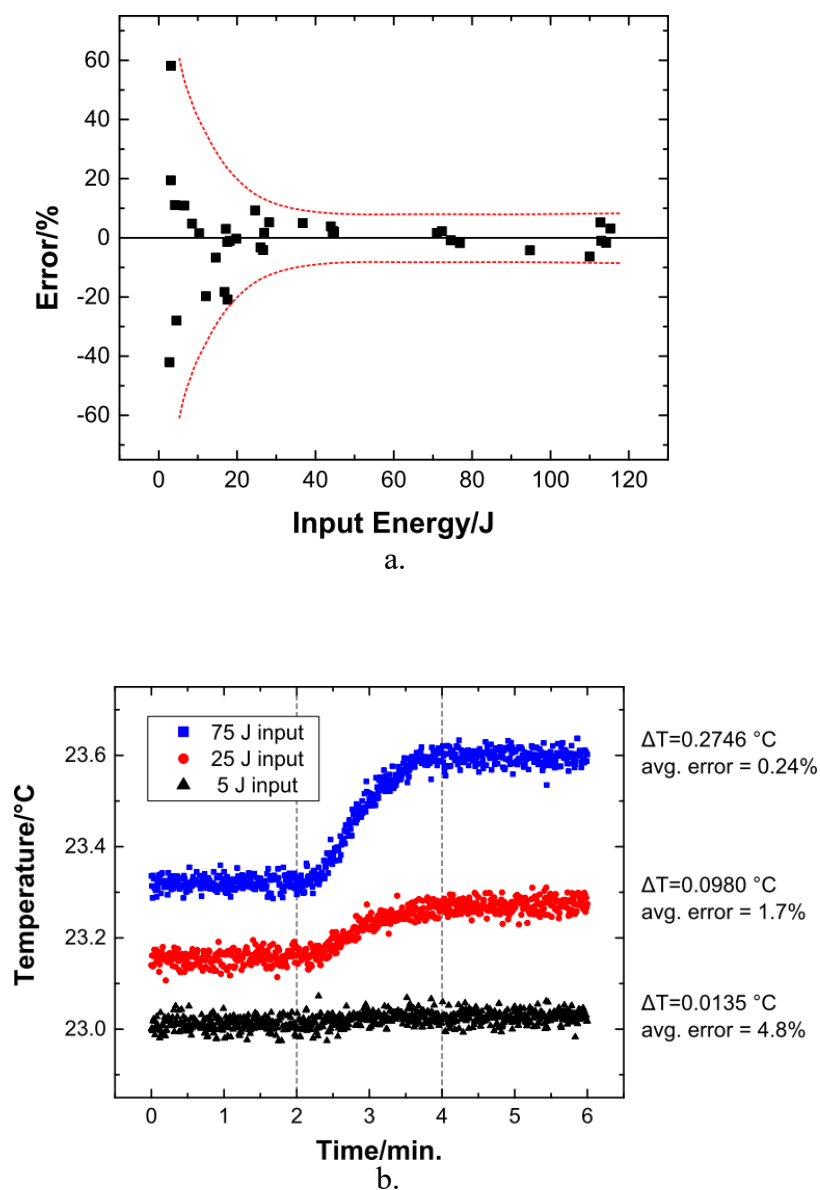 60
40
20
0
-20
-40
-60
Error/%
0 20 40 60 80 100 120
Input Energy/J
a.
75 J input
25 J input
5 J input
23.6
23.4
23.2
23.0
Temperature/°C
ΔT=0.2746 °C
avg. error = 0.24%
ΔT=0.0980 °C
avg. error = 1.7%
ΔT=0.0135 °C
avg. error = 4.8%
0 1 2 3 4 5 6
Time/min.
b.